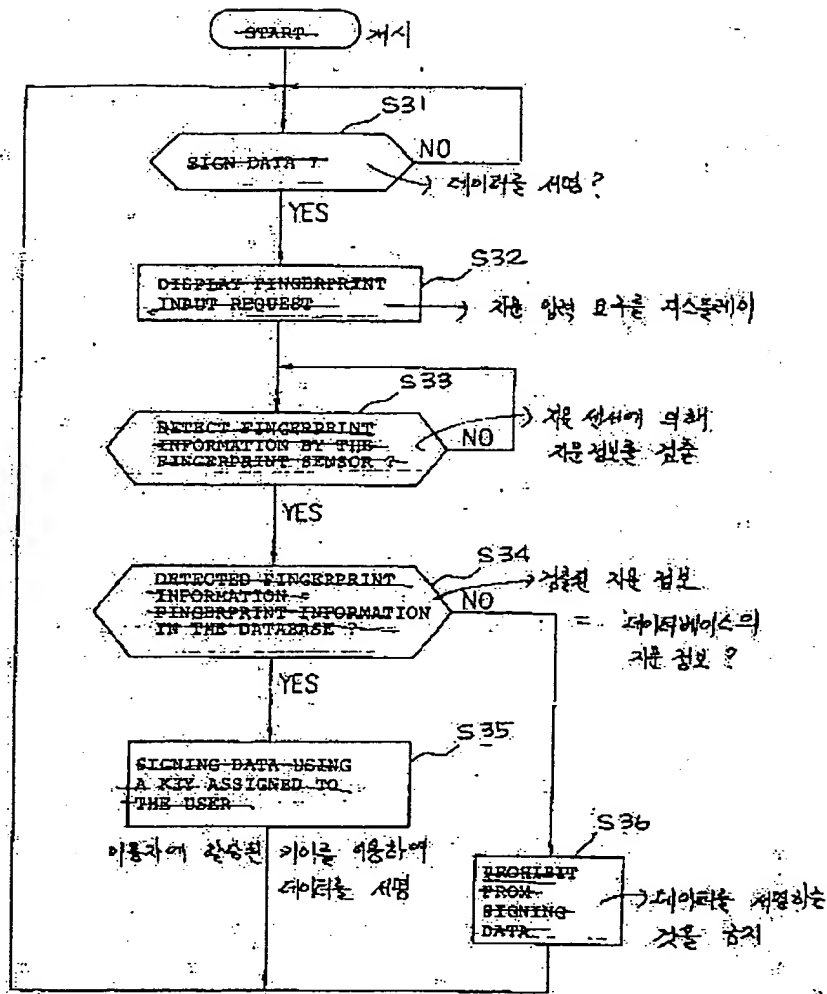 START 개시
S31
SIGN DATA ?
NO
데이터를 서명?
YES
S32
DISPLAY FINGERPRINT
INPUT REQUEST
지문 입력 요구를 디스플레이
S33
DETECT FINGERPRINT
INFORMATION BY THE
FINGERPRINT SENSOR ?
NO
지문 센서에 의해
지문정보를 검출
YES
S34
DETECTED FINGERPRINT
INFORMATION =
FINGERPRINT INFORMATION
IN THE DATABASE ?
NO
검출된 지문 정보
= 데이터베이스의
지문 정보?
YES
S35
SIGNING DATA USING
A KEY ASSIGNED TO
THE USER
이용자에 할당된 키이를 이용하여
데이터를 서명
S36
PROHIBIT
FROM
SIGNING
DATA
데이터를 서명하는
것을 금지